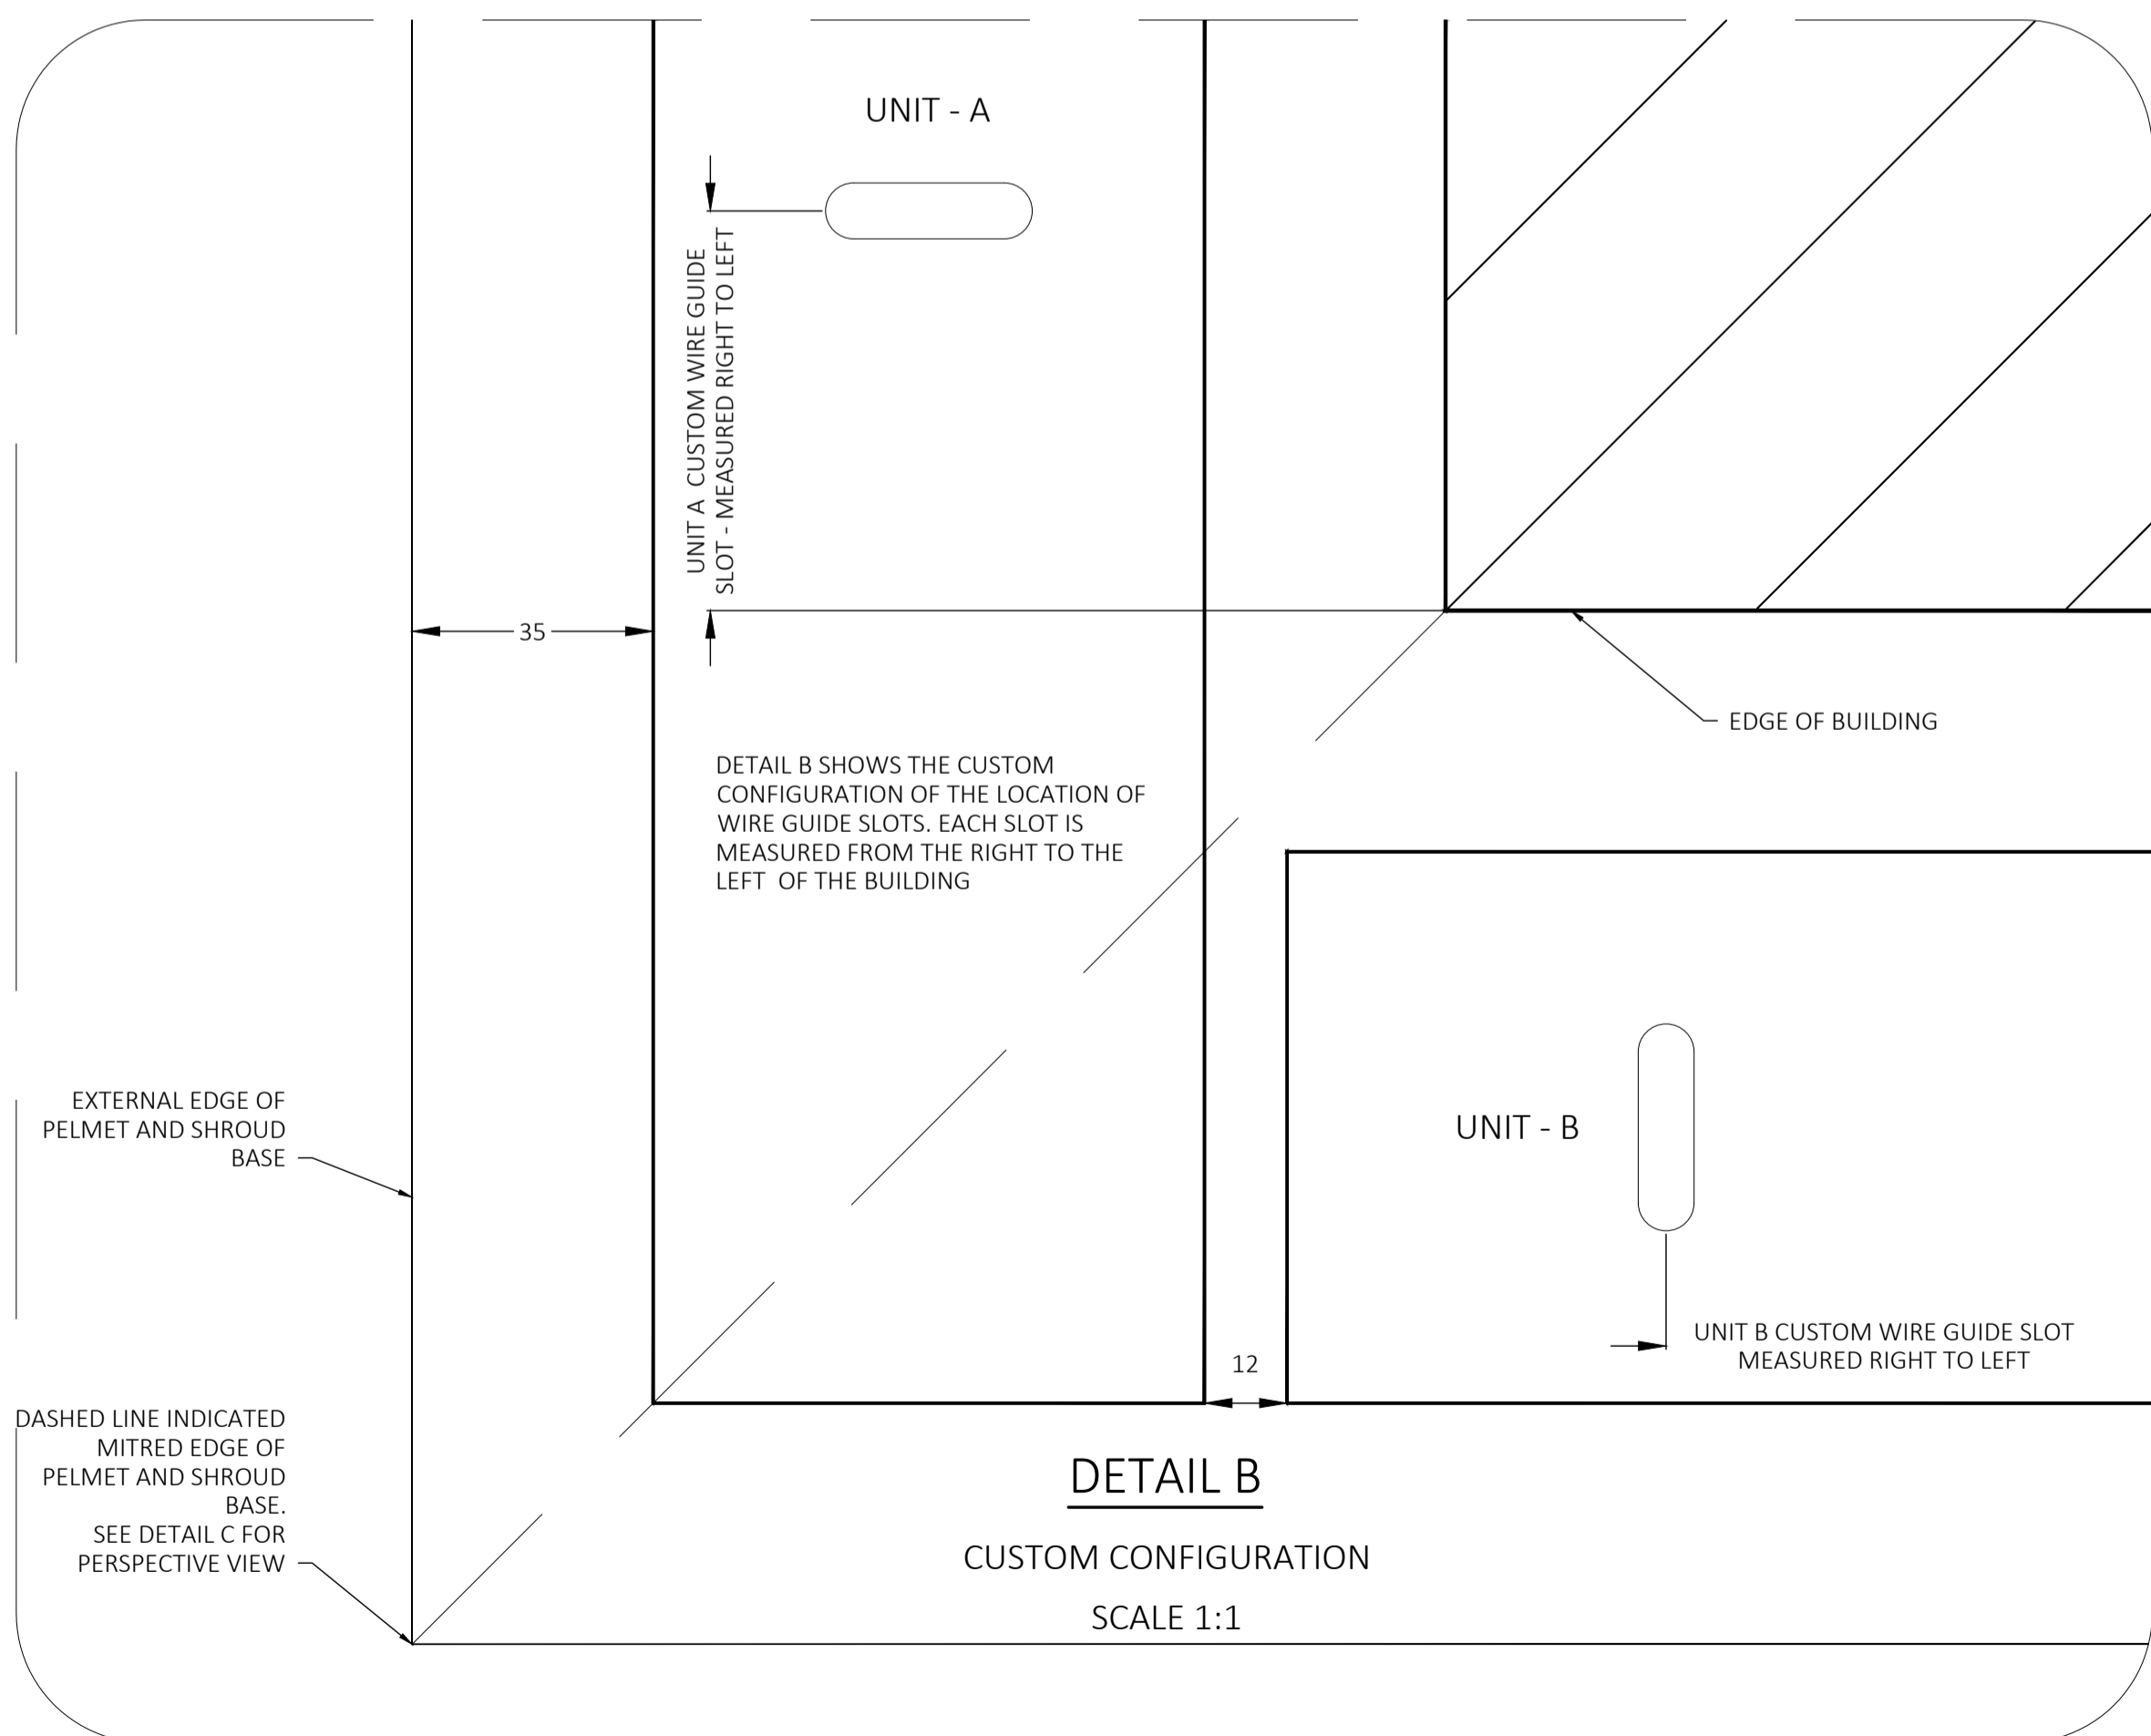 UNIT - A
UNIT A  CUSTOM WIRE GUIDE
SLOT - MEASURED RIGHT TO LEFT
35
EDGE OF BUILDING
DETAIL B SHOWS THE CUSTOM
CONFIGURATION OF THE LOCATION OF
WIRE GUIDE SLOTS. EACH SLOT IS
MEASURED FROM THE RIGHT TO THE
LEFT  OF THE BUILDING
EXTERNAL EDGE OF
PELMET AND SHROUD
BASE
UNIT - B
UNIT B CUSTOM WIRE GUIDE SLOT
MEASURED RIGHT TO LEFT
12
DASHED LINE INDICATED
MITRED EDGE OF
PELMET AND SHROUD
BASE.
SEE DETAIL C FOR
PERSPECTIVE VIEW
DETAIL B
CUSTOM CONFIGURATION
SCALE 1:1